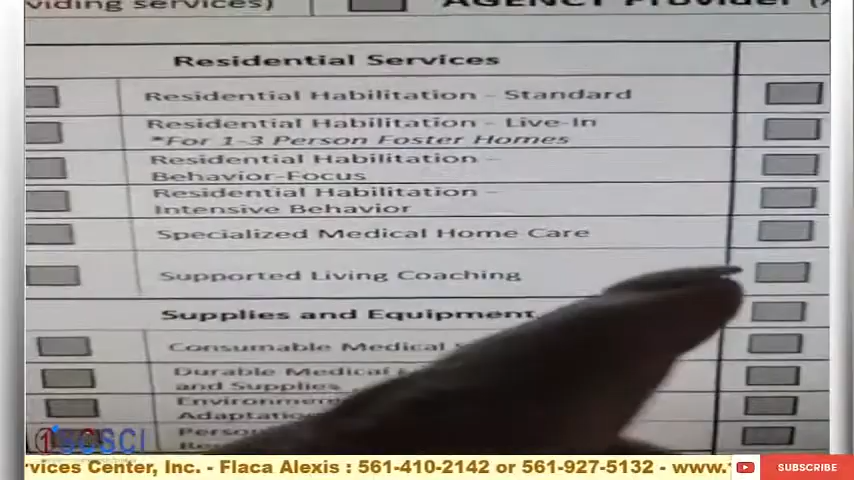 viding services)
AGENCY Provider
Residential Services
Residential Habilitation - Standard
Residential Habilitation - Live-In
*For 1-3 Person Foster Homes
Residential Habilitation -
Behavior-Focus
Residential Habilitation -
Intensive Behavior
Specialized Medical Home Care
Supported Living Coaching
Supplies and Equipment
Consumable Medical
Durable Medical
and Supplies
Environ
Adaptatio
Perso
rvices Center, Inc. - Flaca Alexis : 561-410-2142 or 561-927-5132 - www.
SUBSCRIBE